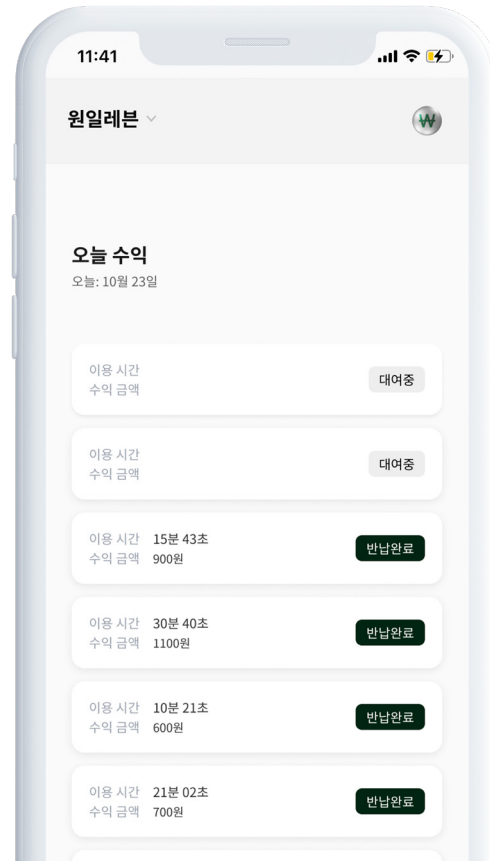 11:41
원일레븐
₩
오늘 수익
오늘: 10월 23일
이용 시간
수익 금액
대여중
이용 시간
수익 금액
대여중
이용 시간 15분 43초
수익 금액 900원
반납완료
이용 시간 30분 40초
수익 금액 1100원
반납완료
이용 시간 10분 21초
수익 금액 600원
반납완료
이용 시간 21분 02초
수익 금액 700원
반납완료